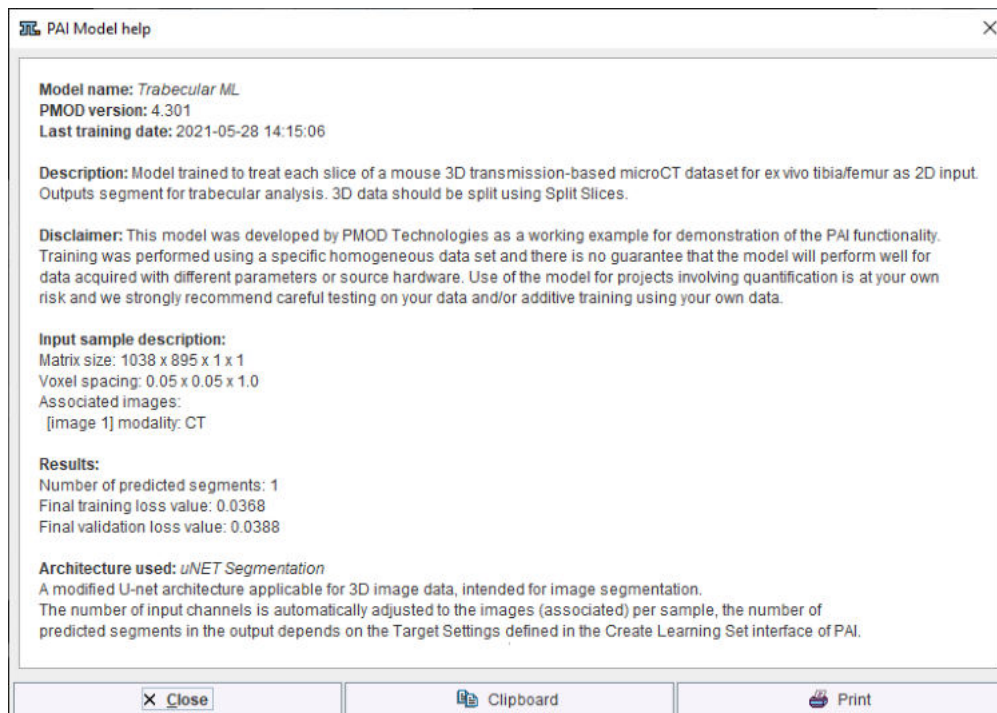 PAI Model help
Model name: Trabecular ML
PMOD version: 4.301
Last training date: 2021-05-28 14:15:06
Description: Model trained to treat each slice of a mouse 3D transmission-based microCT dataset for ex vivo tibia/femur as 2D input.
Outputs segment for trabecular analysis. 3D data should be split using Split Slices.
Disclaimer: This model was developed by PMOD Technologies as a working example for demonstration of the PAI functionality.
Training was performed using a specific homogeneous data set and there is no guarantee that the model will perform well for
data acquired with different parameters or source hardware. Use of the model for projects involving quantification is at your own
risk and we strongly recommend careful testing on your data and/or additive training using your own data.
Input sample description:
Matrix size: 1038 x 895 x 1 x 1
Voxel spacing: 0.05 x 0.05 x 1.0
Associated images:
[image 1] modality: CT
Results:
Number of predicted segments: 1
Final training loss value: 0.0368
Final validation loss value: 0.0388
Architecture used: uNET Segmentation
A modified U-net architecture applicable for 3D image data, intended for image segmentation.
The number of input channels is automatically adjusted to the images (associated) per sample, the number of
predicted segments in the output depends on the Target Settings defined in the Create Learning Set interface of PAI.
Close Clipboard Print